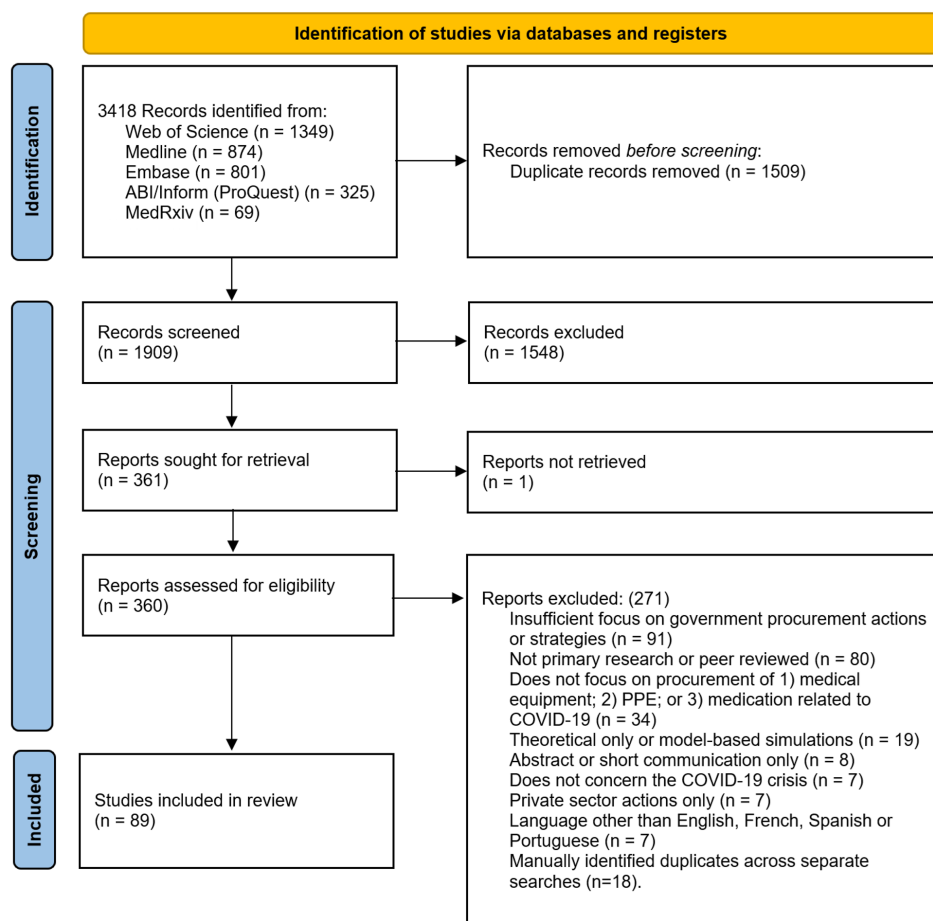 Identification of studies via databases and registers
Identification
3418 Records identified from:
Web of Science (n = 1349)
Medline (n = 874)
Embase (n = 801)
ABI/Inform (ProQuest) (n = 325)
MedRxiv (n = 69)
Records removed before screening:
Duplicate records removed (n = 1509)
Screening
Records screened
(n = 1909)
Records excluded
(n = 1548)
Reports sought for retrieval
(n = 361)
Reports not retrieved
(n = 1)
Reports assessed for eligibility
(n = 360)
Reports excluded: (271)
Insufficient focus on government procurement actions
or strategies (n = 91)
Not primary research or peer reviewed (n = 80)
Does not focus on procurement of 1) medical
equipment; 2) PPE; or 3) medication related to
COVID-19 (n = 34)
Theoretical only or model-based simulations (n = 19)
Abstract or short communication only (n = 8)
Does not concern the COVID-19 crisis (n = 7)
Private sector actions only (n = 7)
Language other than English, French, Spanish or
Portuguese (n = 7)
Manually identified duplicates across separate
searches (n=18).
Included
Studies included in review
(n = 89)